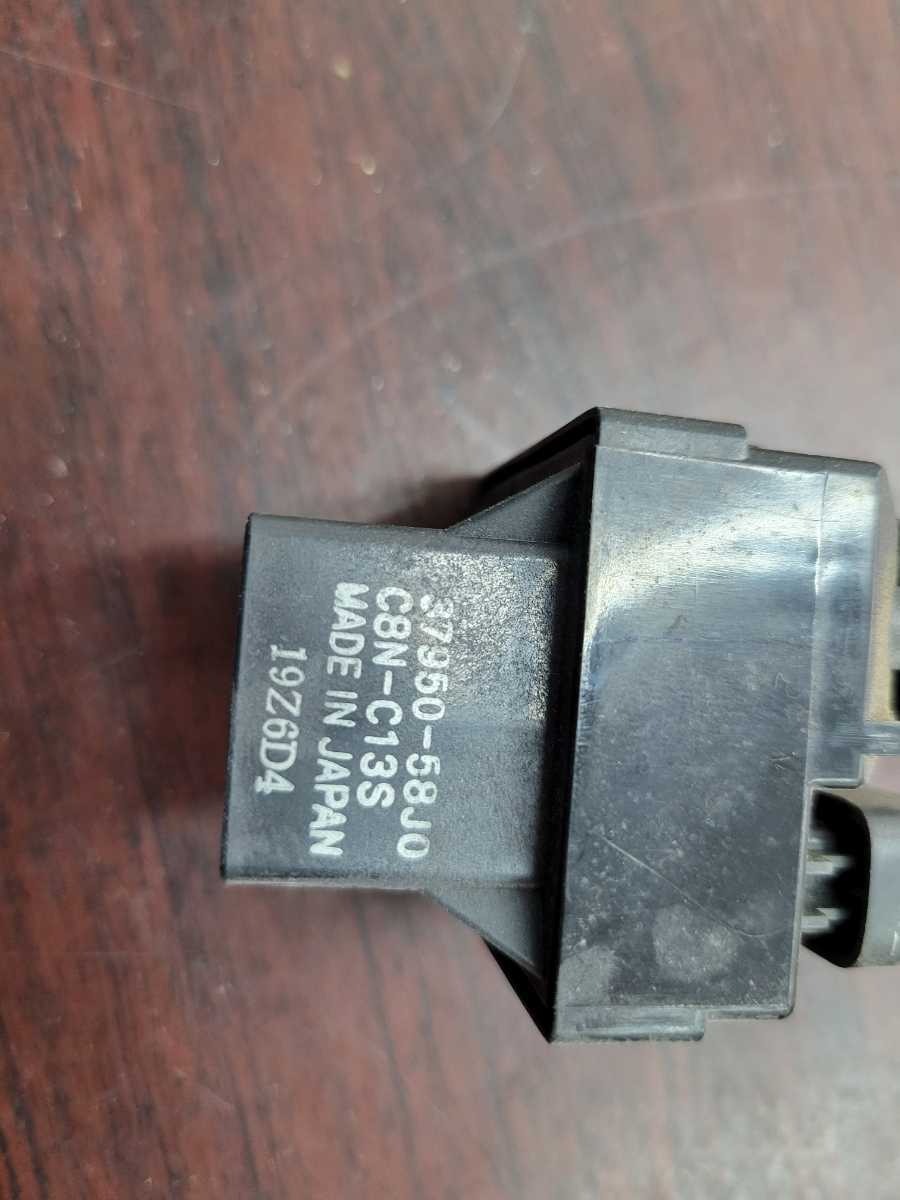 37950-58J0
C8N-C13S
MADE IN JAPAN
19Z6D4